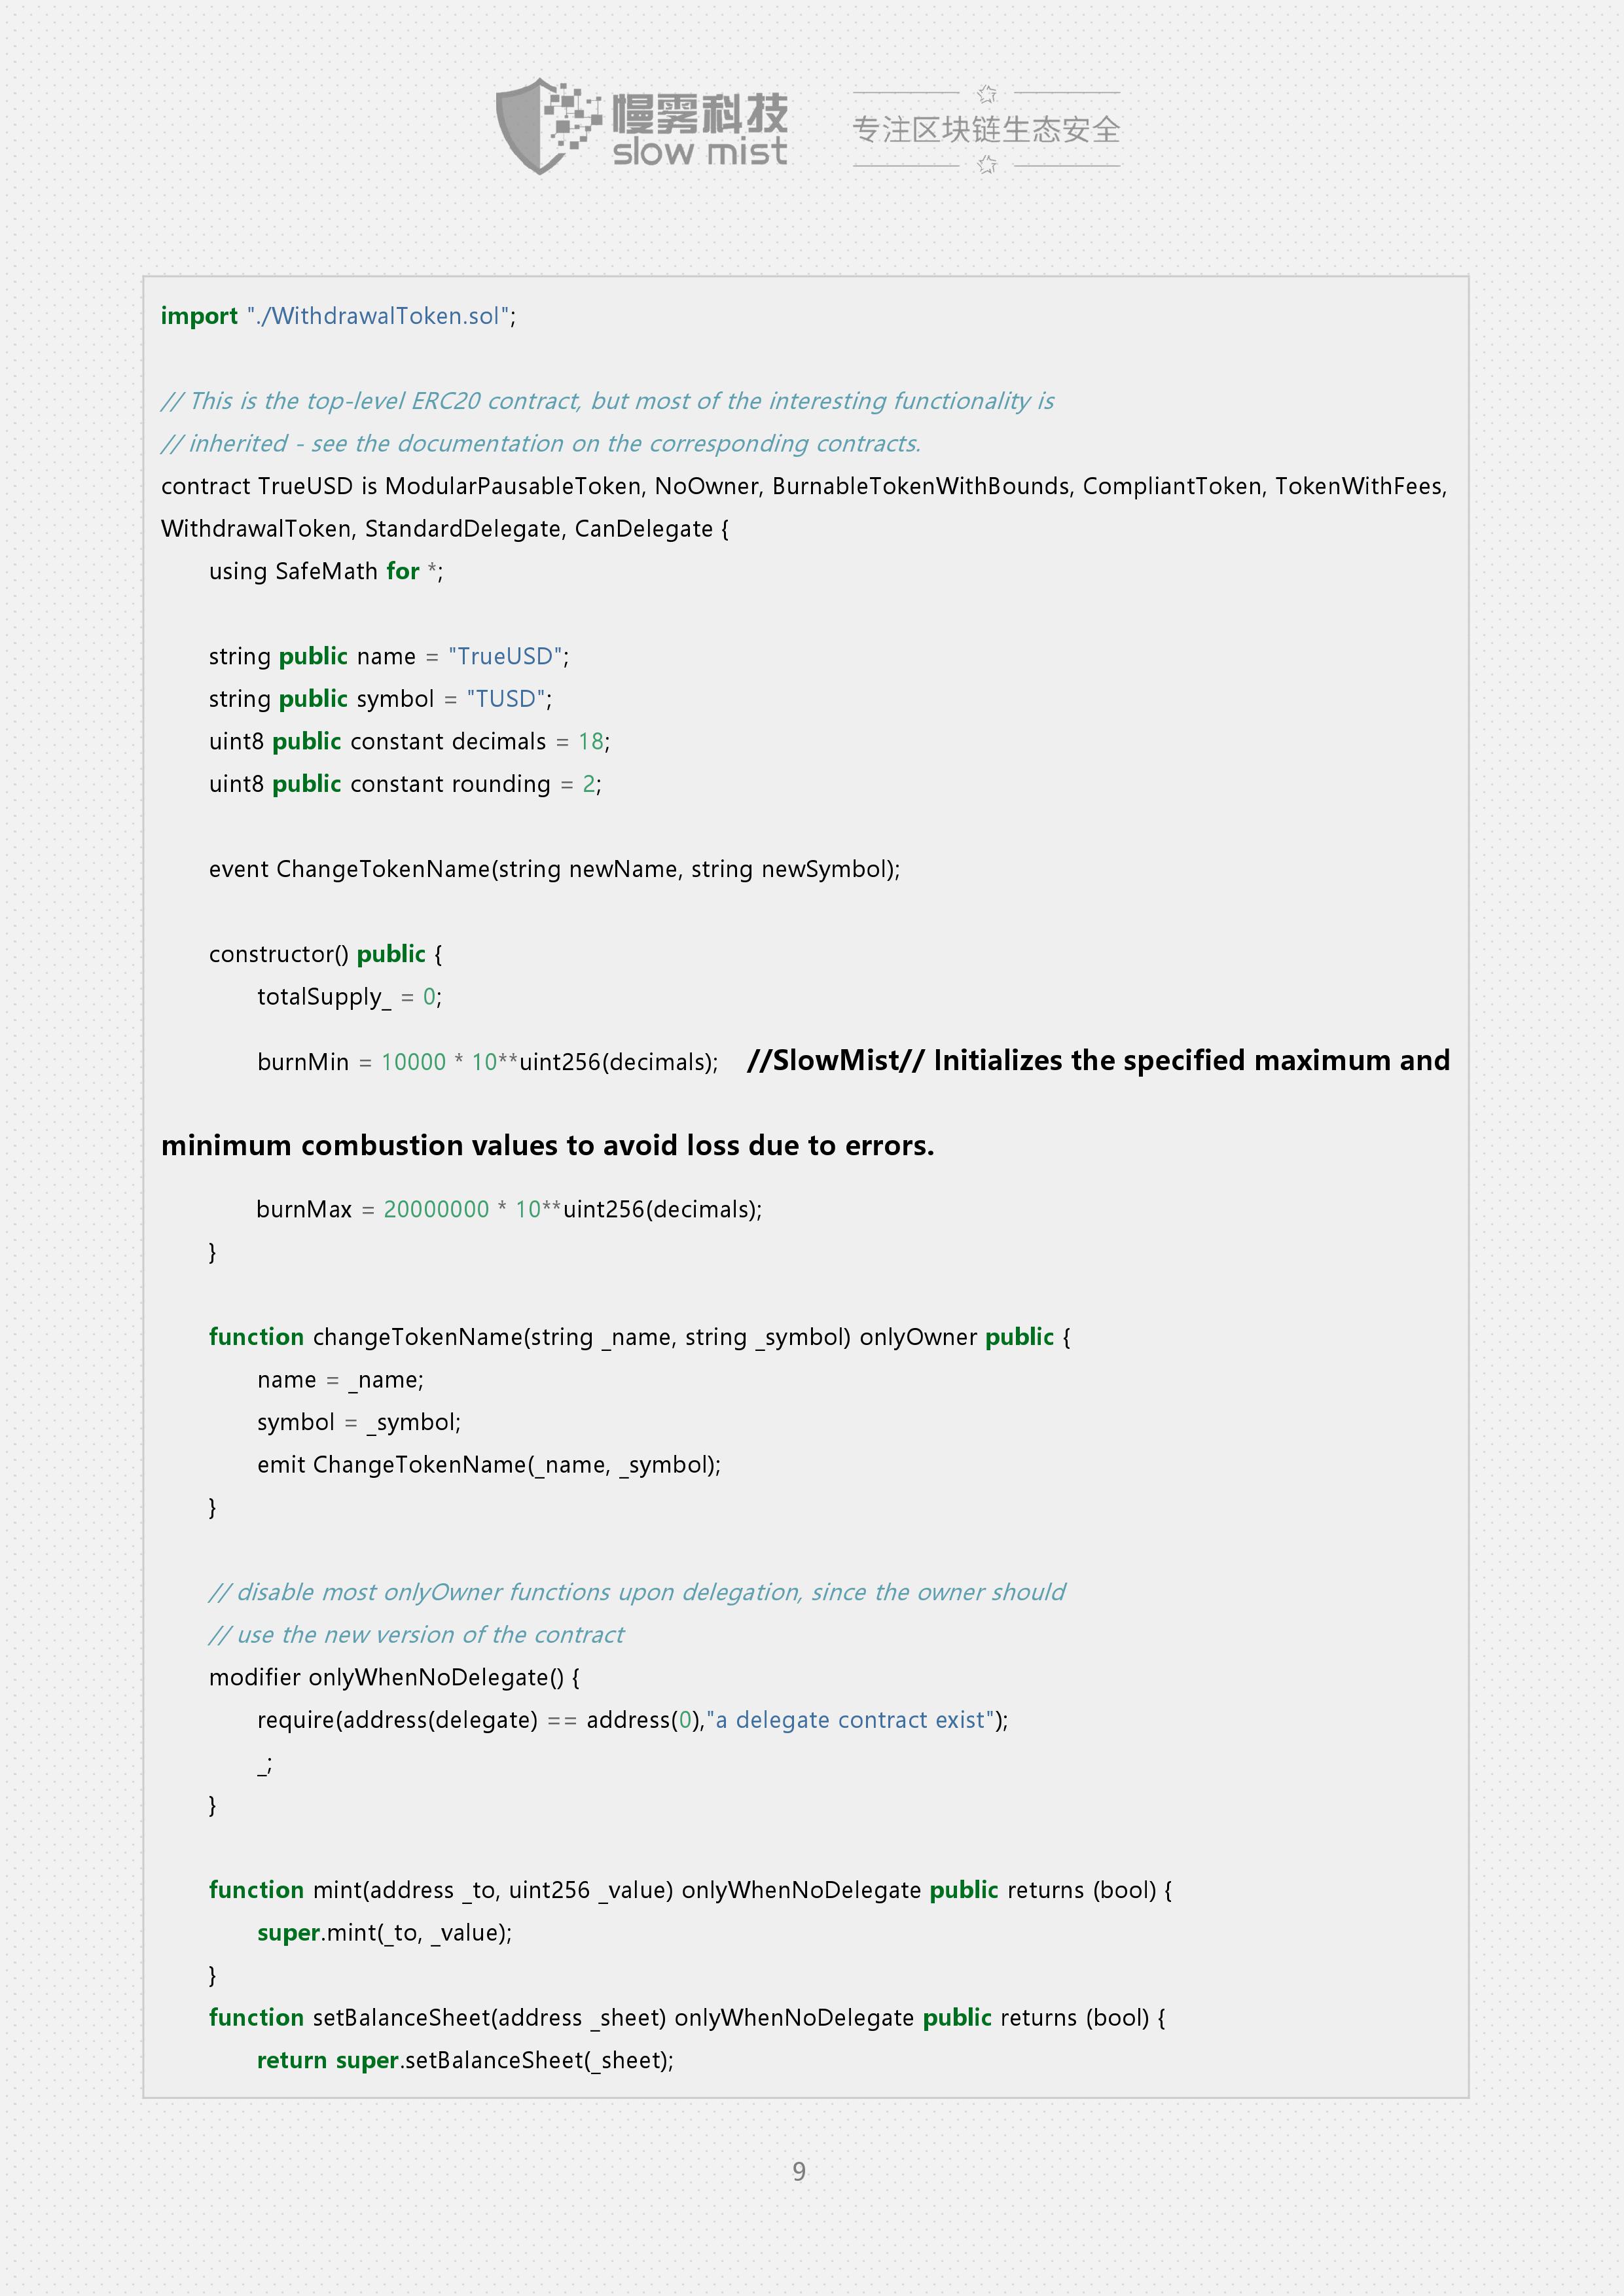 慢雾科技
slow mist
专注区块链生态安全
import "./WithdrawalToken.sol";
// This is the top-level ERC20 contract, but most of the interesting functionality is
// inherited - see the documentation on the corresponding contracts.
contract TrueUSD is ModularPausableToken, NoOwner, BurnableTokenWithBounds, CompliantToken, TokenWithFees,
WithdrawalToken, StandardDelegate, CanDelegate {
using SafeMath for *;
string public name = "TrueUSD";
string public symbol = "TUSD";
uint8 public constant decimals = 18;
uint8 public constant rounding = 2;
event ChangeTokenName(string newName, string newSymbol);
constructor() public {
totalSupply_ = 0;
burnMin = 10000 * 10**uint256(decimals); //SlowMist// Initializes the specified maximum and
minimum combustion values to avoid loss due to errors.
burnMax = 20000000 * 10**uint256(decimals);
}
function changeTokenName(string _name, string _symbol) onlyOwner public {
name = _name;
symbol = _symbol;
emit ChangeTokenName(_name, _symbol);
}
// disable most onlyOwner functions upon delegation, since the owner should
// use the new version of the contract
modifier onlyWhenNoDelegate() {
require(address(delegate) == address(0),"a delegate contract exist");
_;
}
function mint(address _to, uint256 _value) onlyWhenNoDelegate public returns (bool) {
super.mint(_to, _value);
}
function setBalanceSheet(address _sheet) onlyWhenNoDelegate public returns (bool) {
return super.setBalanceSheet(_sheet);
9